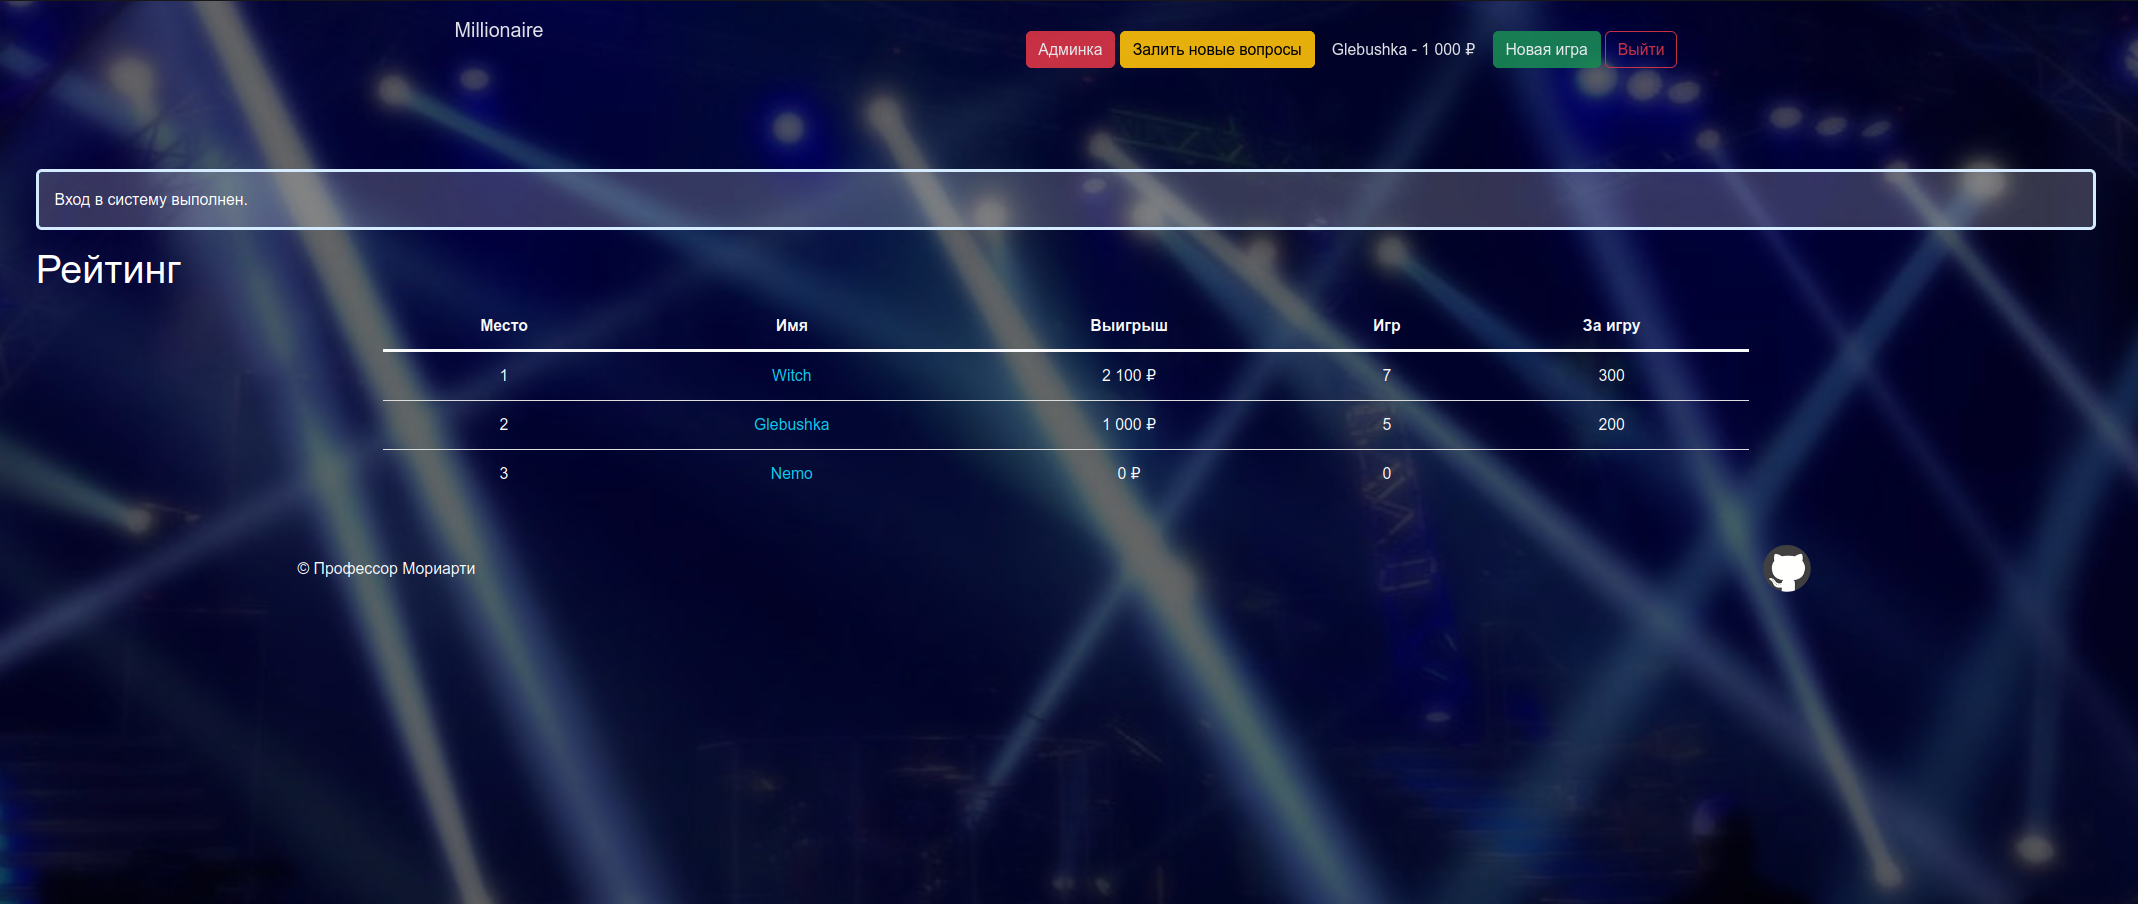 Millionaire
Админка Залить новые вопросы Glebushka - 1 000 ₽ Новая игра Выйти
Вход в систему выполнен.
Рейтинг
Место Имя Выигрыш Игр За игру
1 Witch 2 100 ₽ 7 300
2 Glebushka 1 000 ₽ 5 200
3 Nemo 0 ₽ 0
© Профессор Мориарти